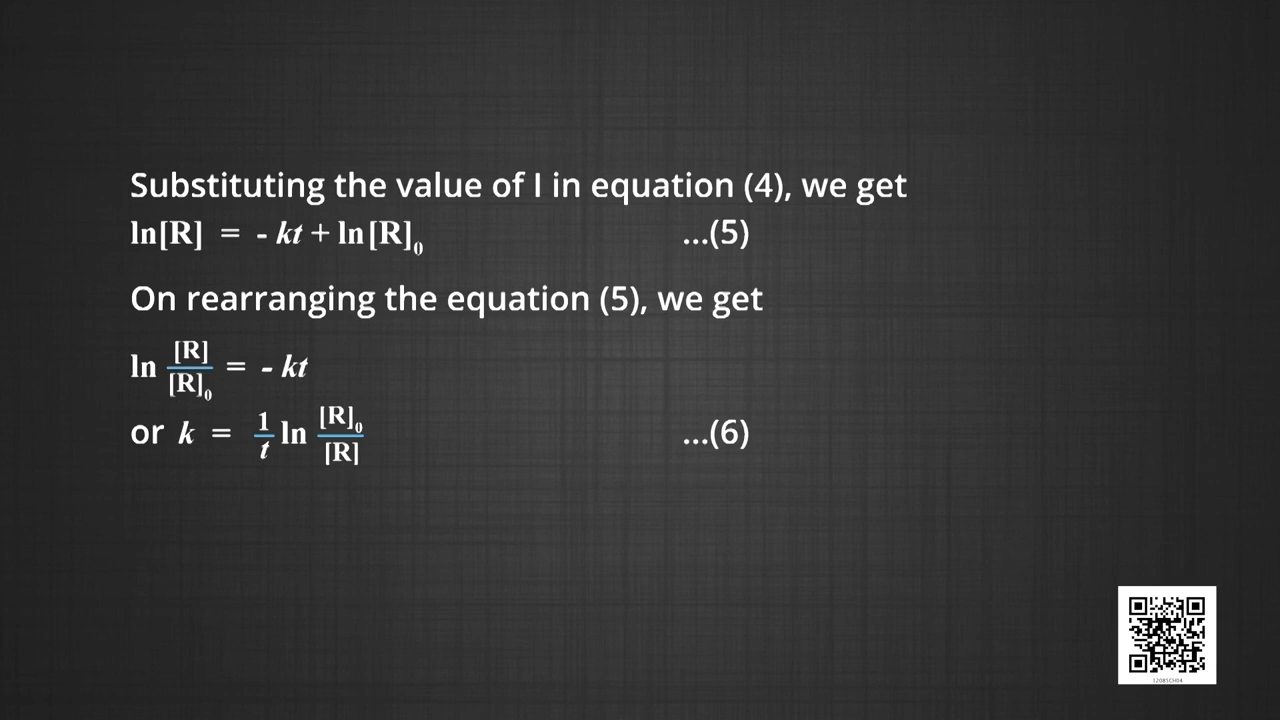 Substituting the value of I in equation (4), we get
ln[R] = - kt + ln[R]₀ ...(5)
On rearranging the equation (5), we get
ln [R]/[R]₀ = - kt
or k = 1/t ln [R]₀/[R] ...(6)
12085CH04